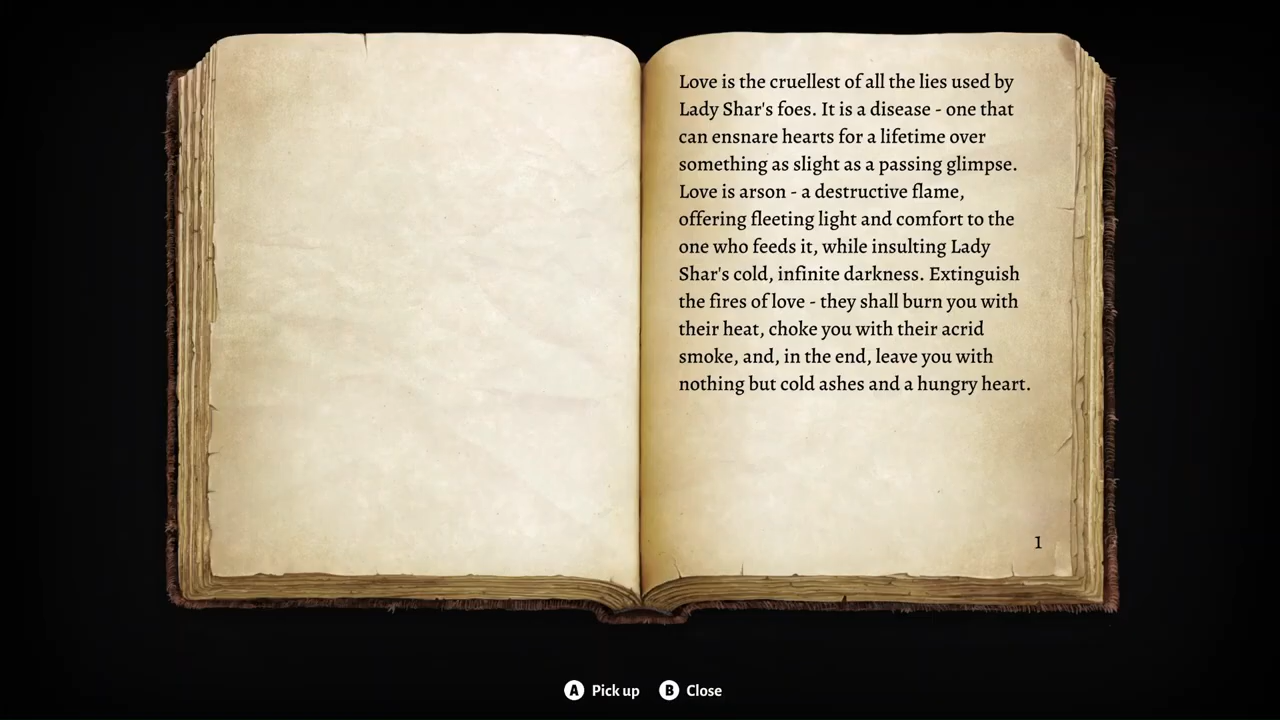 Love is the cruellest of all the lies used by
Lady Shar's foes. It is a disease - one that
can ensnare hearts for a lifetime over
something as slight as a passing glimpse.
Love is arson - a destructive flame,
offering fleeting light and comfort to the
one who feeds it, while insulting Lady
Shar's cold, infinite darkness. Extinguish
the fires of love - they shall burn you with
their heat, choke you with their acrid
smoke, and, in the end, leave you with
nothing but cold ashes and a hungry heart.
1
A Pick up B Close